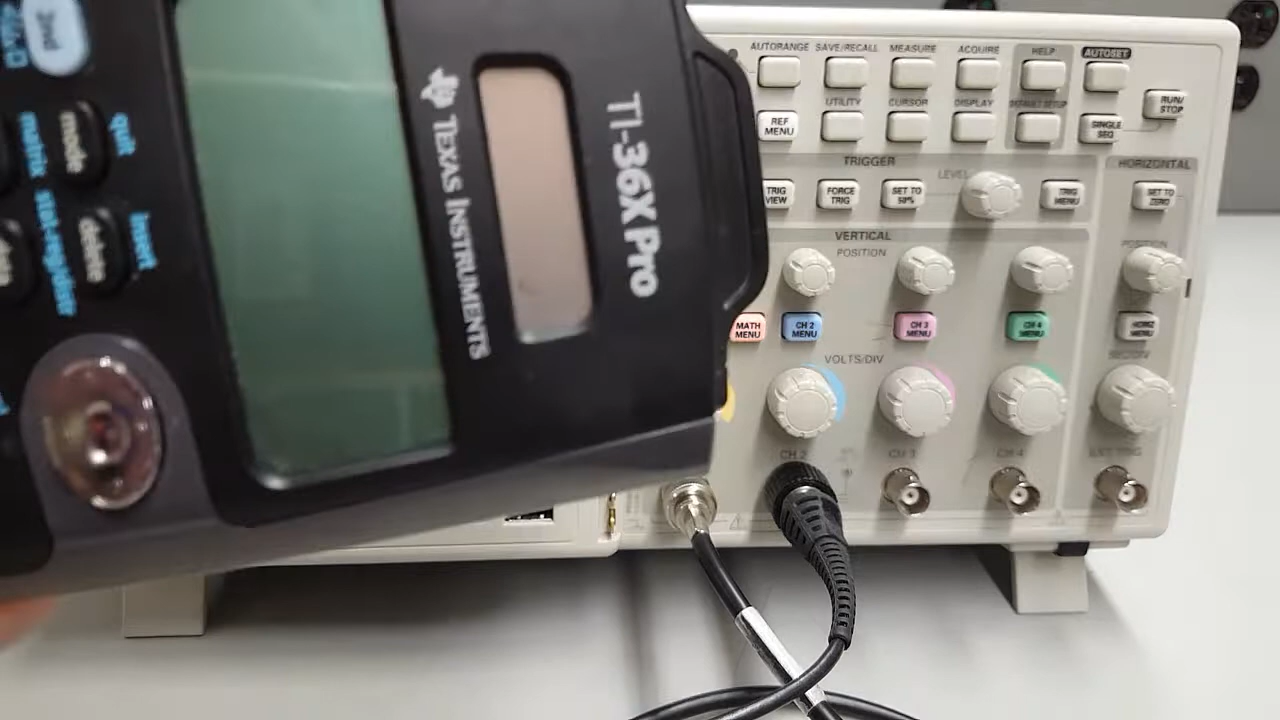 2nd
quit
mode
matrix
stat-reg/distr
insert
delete
data
TEXAS INSTRUMENTS
TI-36X Pro
AUTORANGE
SAVE/RECALL
MEASURE
ACQUIRE
HELP
AUTOSET
UTILITY
CURSOR
DISPLAY
DEFAULT SETUP
REF
MENU
SINGLE
SEQ
RUN/
STOP
TRIGGER
LEVEL
TRIG
VIEW
FORCE
TRIG
SET TO
50%
TRIG
MENU
HORIZONTAL
SET TO
ZERO
VERTICAL
POSITION
POSITION
MATH
MENU
CH 2
MENU
CH 3
MENU
CH 4
MENU
HORIZ
MENU
VOLTS/DIV
SEC/DIV
CH 2
CH 3
CH 4
EXT TRIG